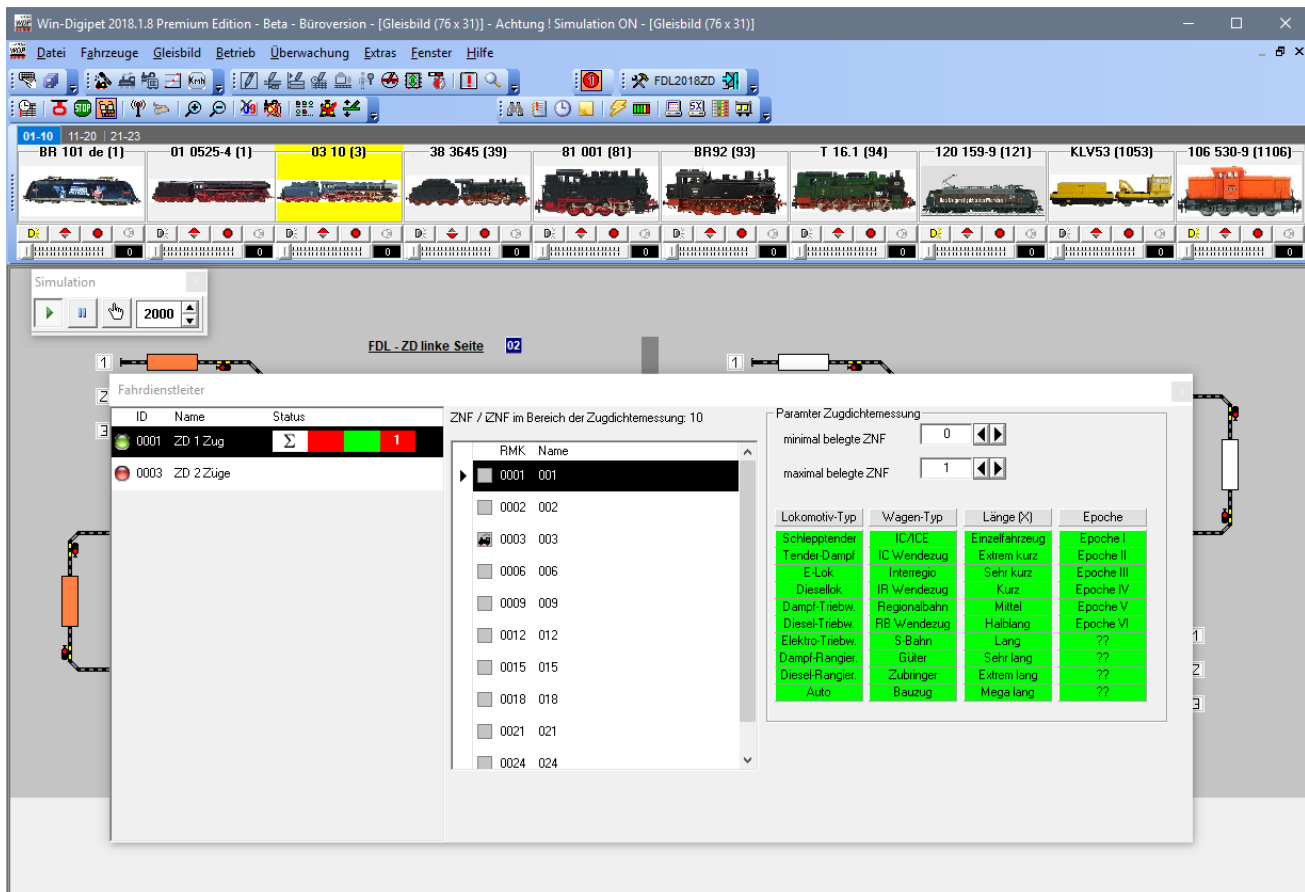 Win-Digipet 2018.1.8 Premium Edition - Beta - Büroversion - [Gleisbild (76 x 31)] - Achtung ! Simulation ON - [Gleisbild (76 x 31)]
Datei Fahrzeuge Gleisbild Betrieb Überwachung Extras Fenster Hilfe
FDL2018ZD
STOP
01-10 11-20 21-23
BR 101 de (1) 01 0525-4 (1) 03 10 (3) 38 3645 (39) 81 001 (81) BR92 (93) T 16.1 (94) 120 159-9 (121) KLV53 (1053) 106 530-9 (1106)
0 0 0 0 0 0 0 0 0 0
Simulation
2000
FDL - ZD linke Seite 02
1 1
Fahrdienstleiter
ID Name Status
0001 ZD 1 Zug Σ 1
0003 ZD 2 Züge
ZNF / iZNF im Bereich der Zugdichtemessung: 10
RMK Name
0001 001
0002 002
0003 003
0006 006
0009 009
0012 012
0015 015
0018 018
0021 021
0024 024
Paramter Zugdichtemessung
minimal belegte ZNF 0
maximal belegte ZNF 1
Lokomotiv-Typ Wagen-Typ Länge (X) Epoche
Schlepptender IC/ICE Einzelfahrzeug Epoche I
Tender-Dampf IC Wendezug Extrem kurz Epoche II
E-Lok Interregio Sehr kurz Epoche III
Diesellok IR Wendezug Kurz Epoche IV
Dampf-Triebw. Regionalbahn Mittel Epoche V
Diesel-Triebw. RB Wendezug Halblang Epoche VI
Elektro-Triebw. S-Bahn Lang ??
Dampf-Rangier. Güter Sehr lang ??
Diesel-Rangier. Zubringer Extrem lang ??
Auto Bauzug Mega lang ??